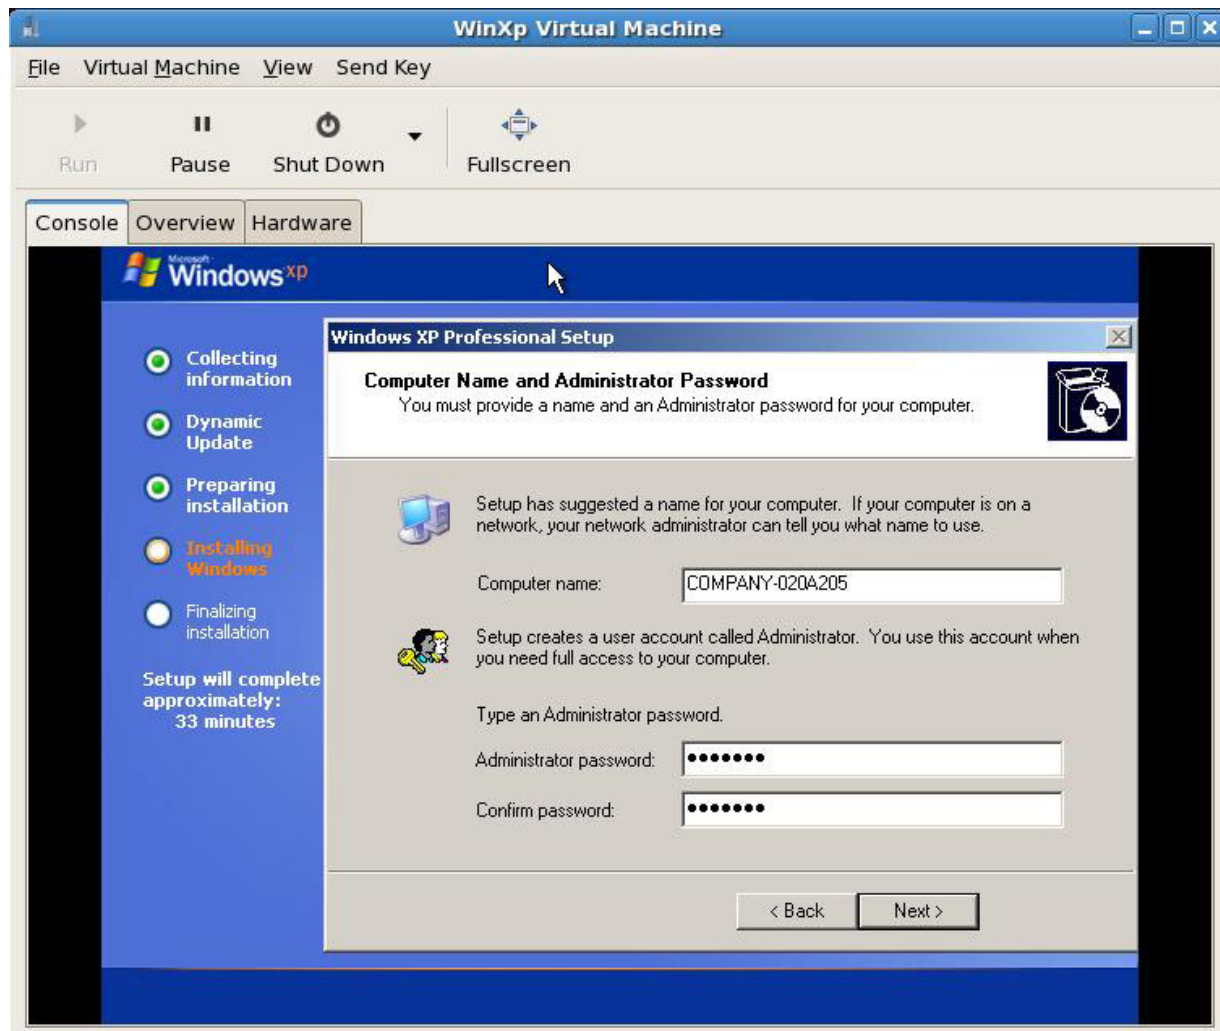 WinXp Virtual Machine
File Virtual Machine View Send Key
Run Pause Shut Down Fullscreen
Console Overview Hardware
Microsoft
Windows xp
Windows XP Professional Setup
Collecting
information
Dynamic
Update
Preparing
installation
Installing
Windows
Finalizing
installation
Setup will complete
approximately:
33 minutes
Computer Name and Administrator Password
You must provide a name and an Administrator password for your computer.
Setup has suggested a name for your computer. If your computer is on a
network, your network administrator can tell you what name to use.
Computer name: COMPANY-020A205
Setup creates a user account called Administrator. You use this account when
you need full access to your computer.
Type an Administrator password.
Administrator password: •••••••
Confirm password: •••••••
< Back Next >